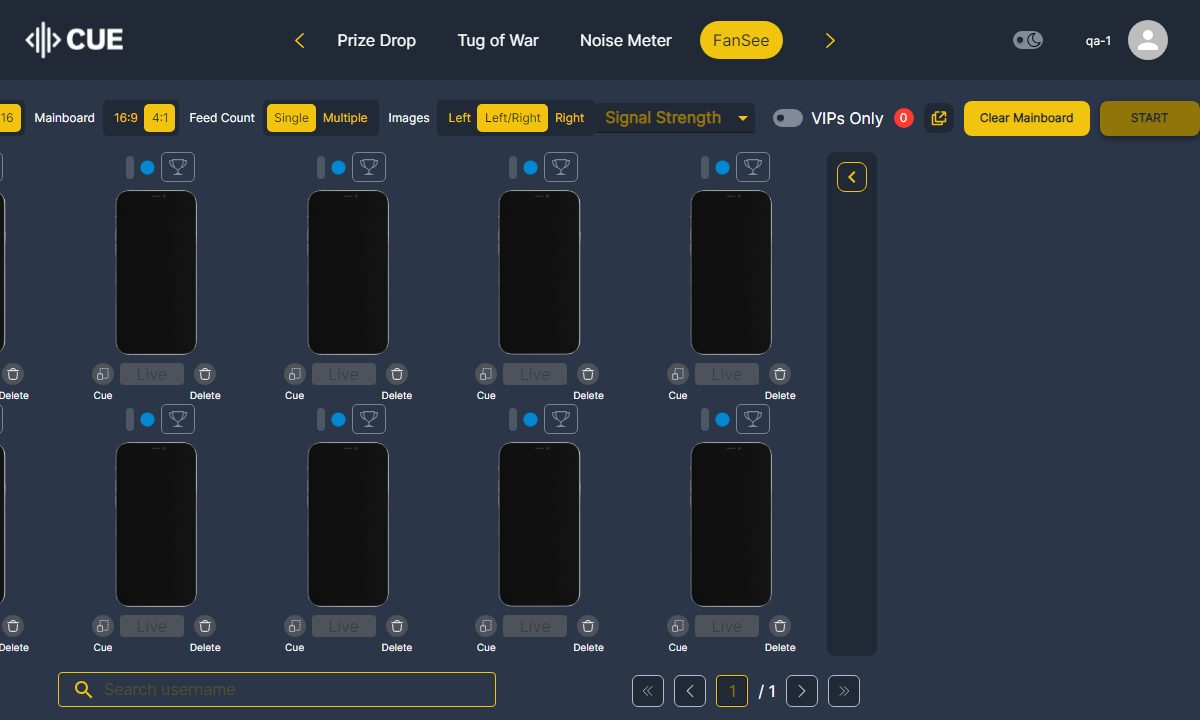 CUE
Prize Drop
Tug of War
Noise Meter
FanSee
qa-1
16
Mainboard
16:9
4:1
Feed Count
Single
Multiple
Images
Left
Left/Right
Right
Signal Strength
VIPs Only
0
Clear Mainboard
START
Live
Live
Live
Live
Delete
Cue
Delete
Cue
Delete
Cue
Delete
Cue
Delete
Live
Live
Live
Live
Delete
Cue
Delete
Cue
Delete
Cue
Delete
Cue
Delete
Search username
1
/ 1